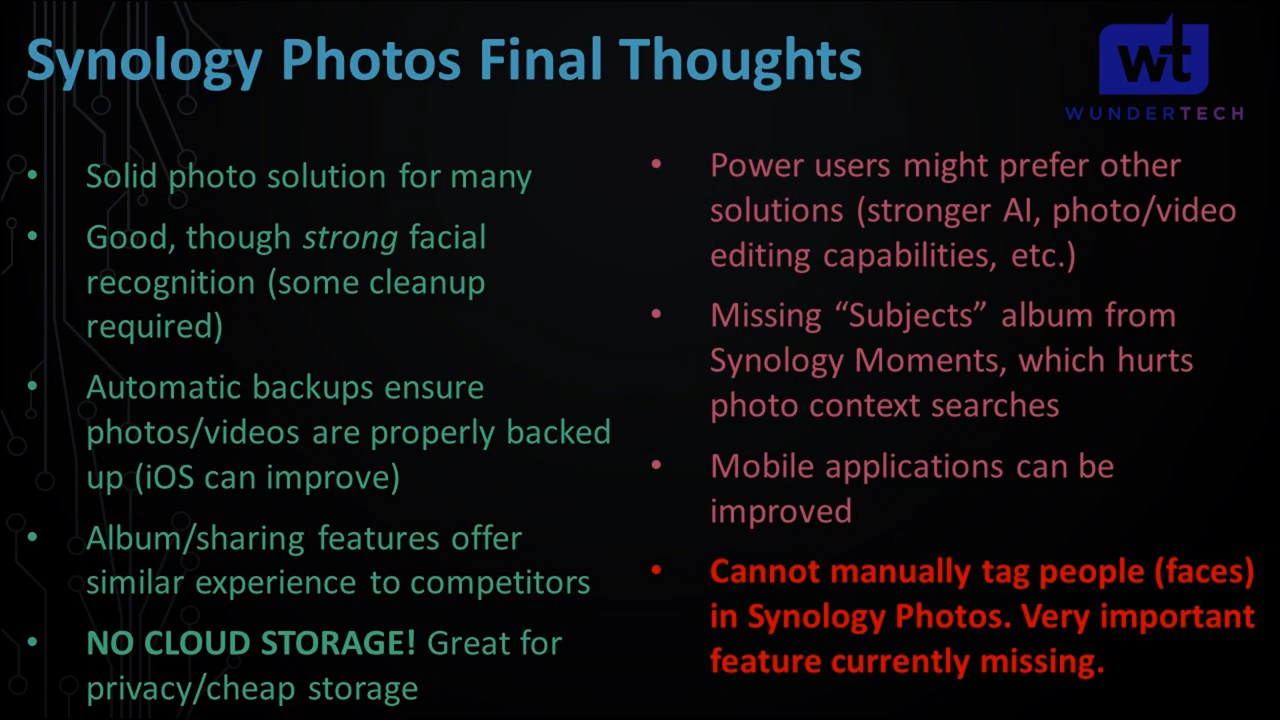 Synology Photos Final Thoughts
wt
WUNDERTECH
• Solid photo solution for many
• Good, though strong facial
recognition (some cleanup
required)
• Automatic backups ensure
photos/videos are properly backed
up (iOS can improve)
• Album/sharing features offer
similar experience to competitors
• NO CLOUD STORAGE! Great for
privacy/cheap storage
• Power users might prefer other
solutions (stronger AI, photo/video
editing capabilities, etc.)
• Missing “Subjects” album from
Synology Moments, which hurts
photo context searches
• Mobile applications can be
improved
• Cannot manually tag people (faces)
in Synology Photos. Very important
feature currently missing.